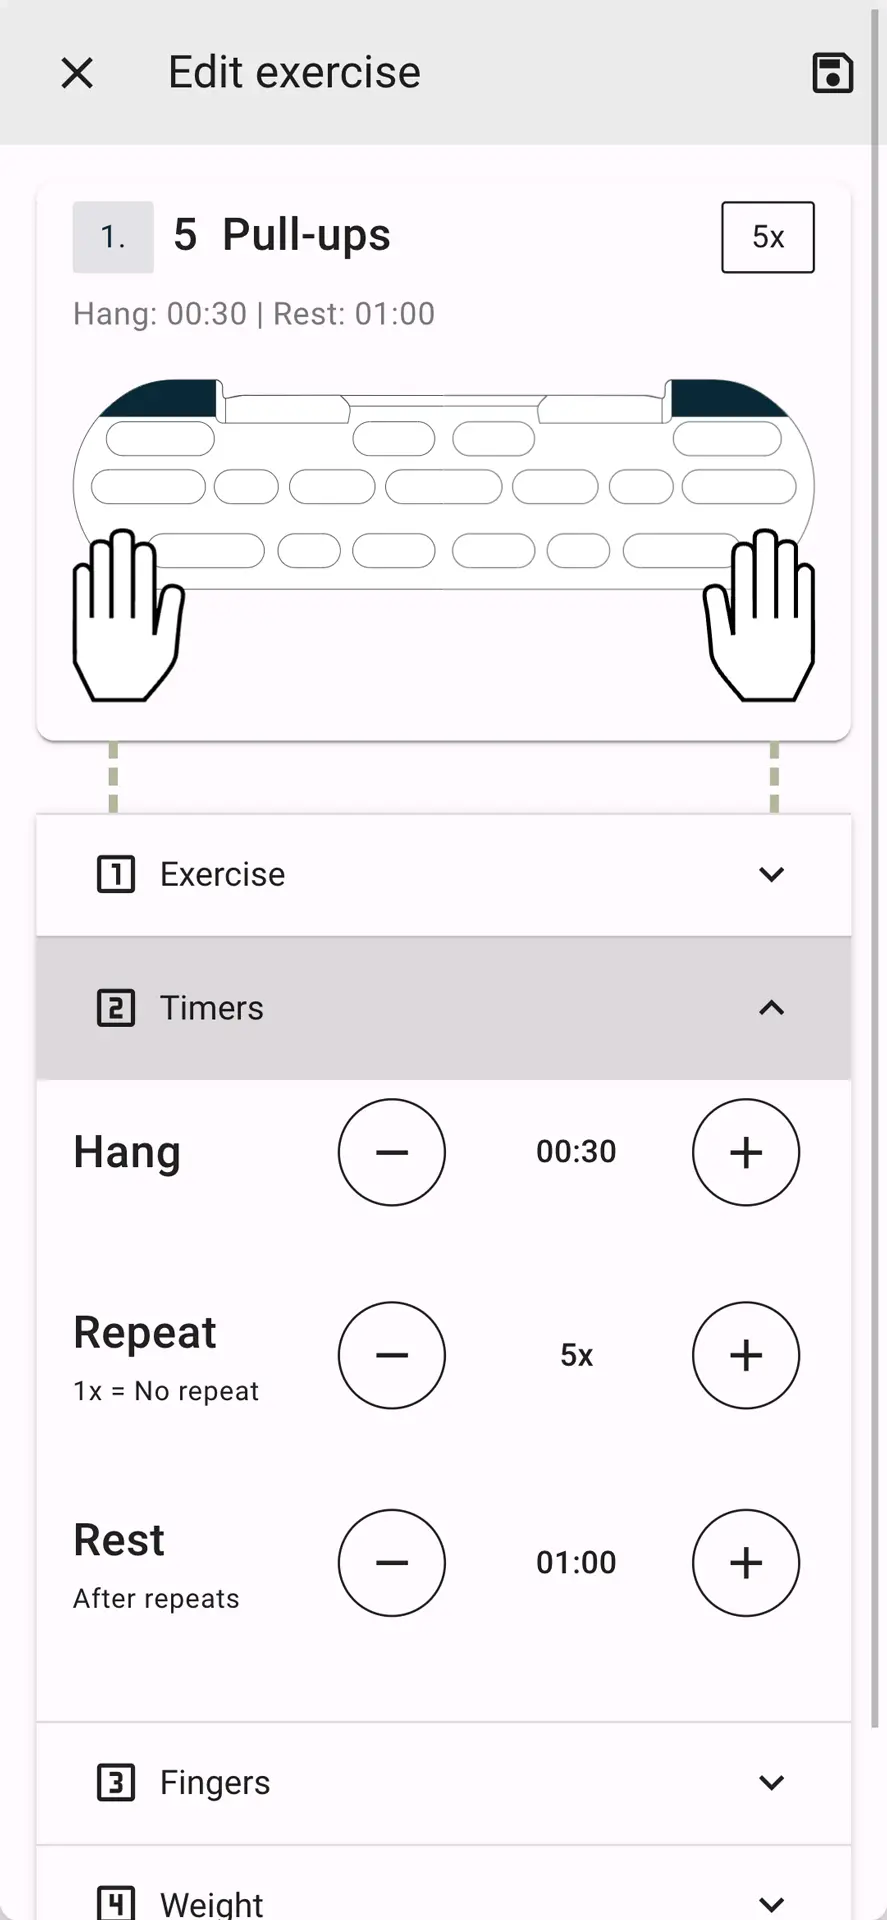 Edit exercise
1. 5 Pull-ups 5x
Hang: 00:30 | Rest: 01:00
1 Exercise
2 Timers
Hang 00:30
Repeat 5x
1x = No repeat
Rest 01:00
After repeats
3 Fingers
4 Weight